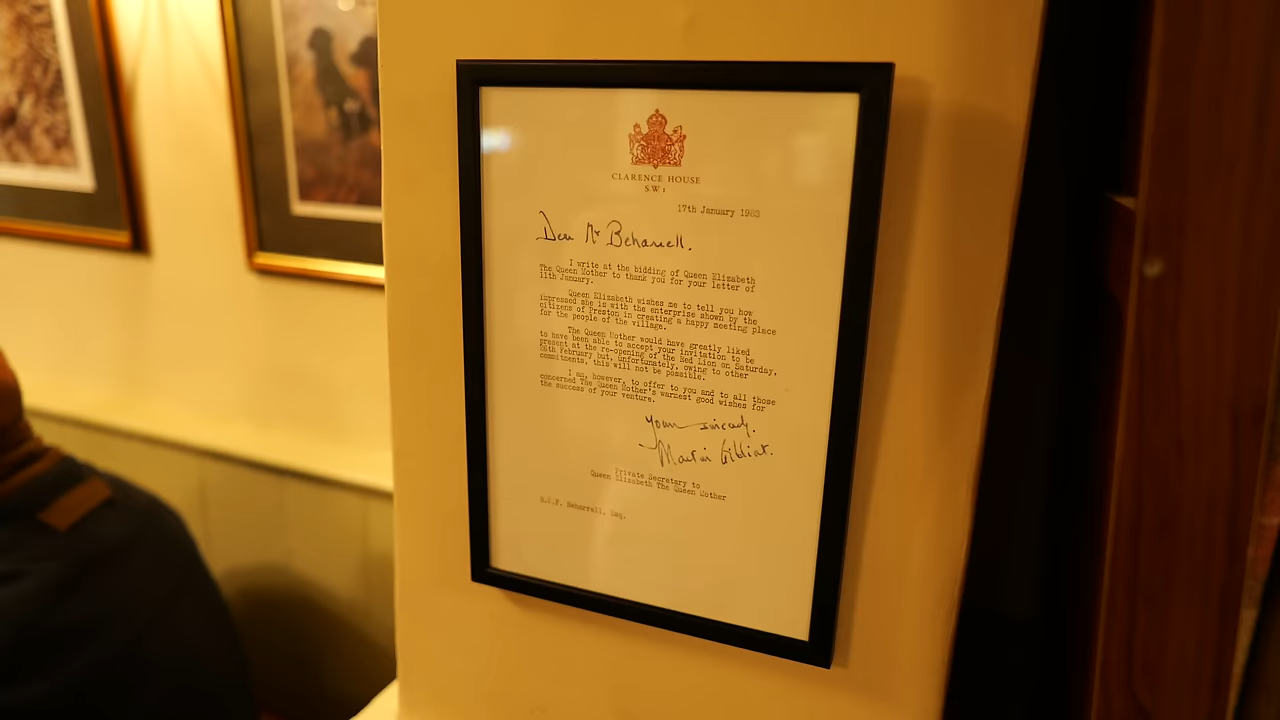 CLARENCE HOUSE
S.W 1
17th January 1983
Dear Mr Beharrell.
I write at the bidding of Queen Elizabeth
The Queen Mother to thank you for your letter of
11th January.
Queen Elizabeth wishes me to tell you how
impressed she is with the enterprise shown by the
citizens of Preston in creating a happy meeting place
for the people of the village.
The Queen Mother would have greatly liked
to have been able to accept your invitation to be
present at the re-opening of the Red Lion on Saturday,
February but, unfortunately, owing to other
commitments, this will not be possible.
I am, however, to offer to you and to all those
concerned The Queen Mother's warmest good wishes for
the success of your venture.
Yours sincerely.
Martin Gilliat.
Private Secretary to
Queen Elizabeth The Queen Mother
Beharrell, Esq.